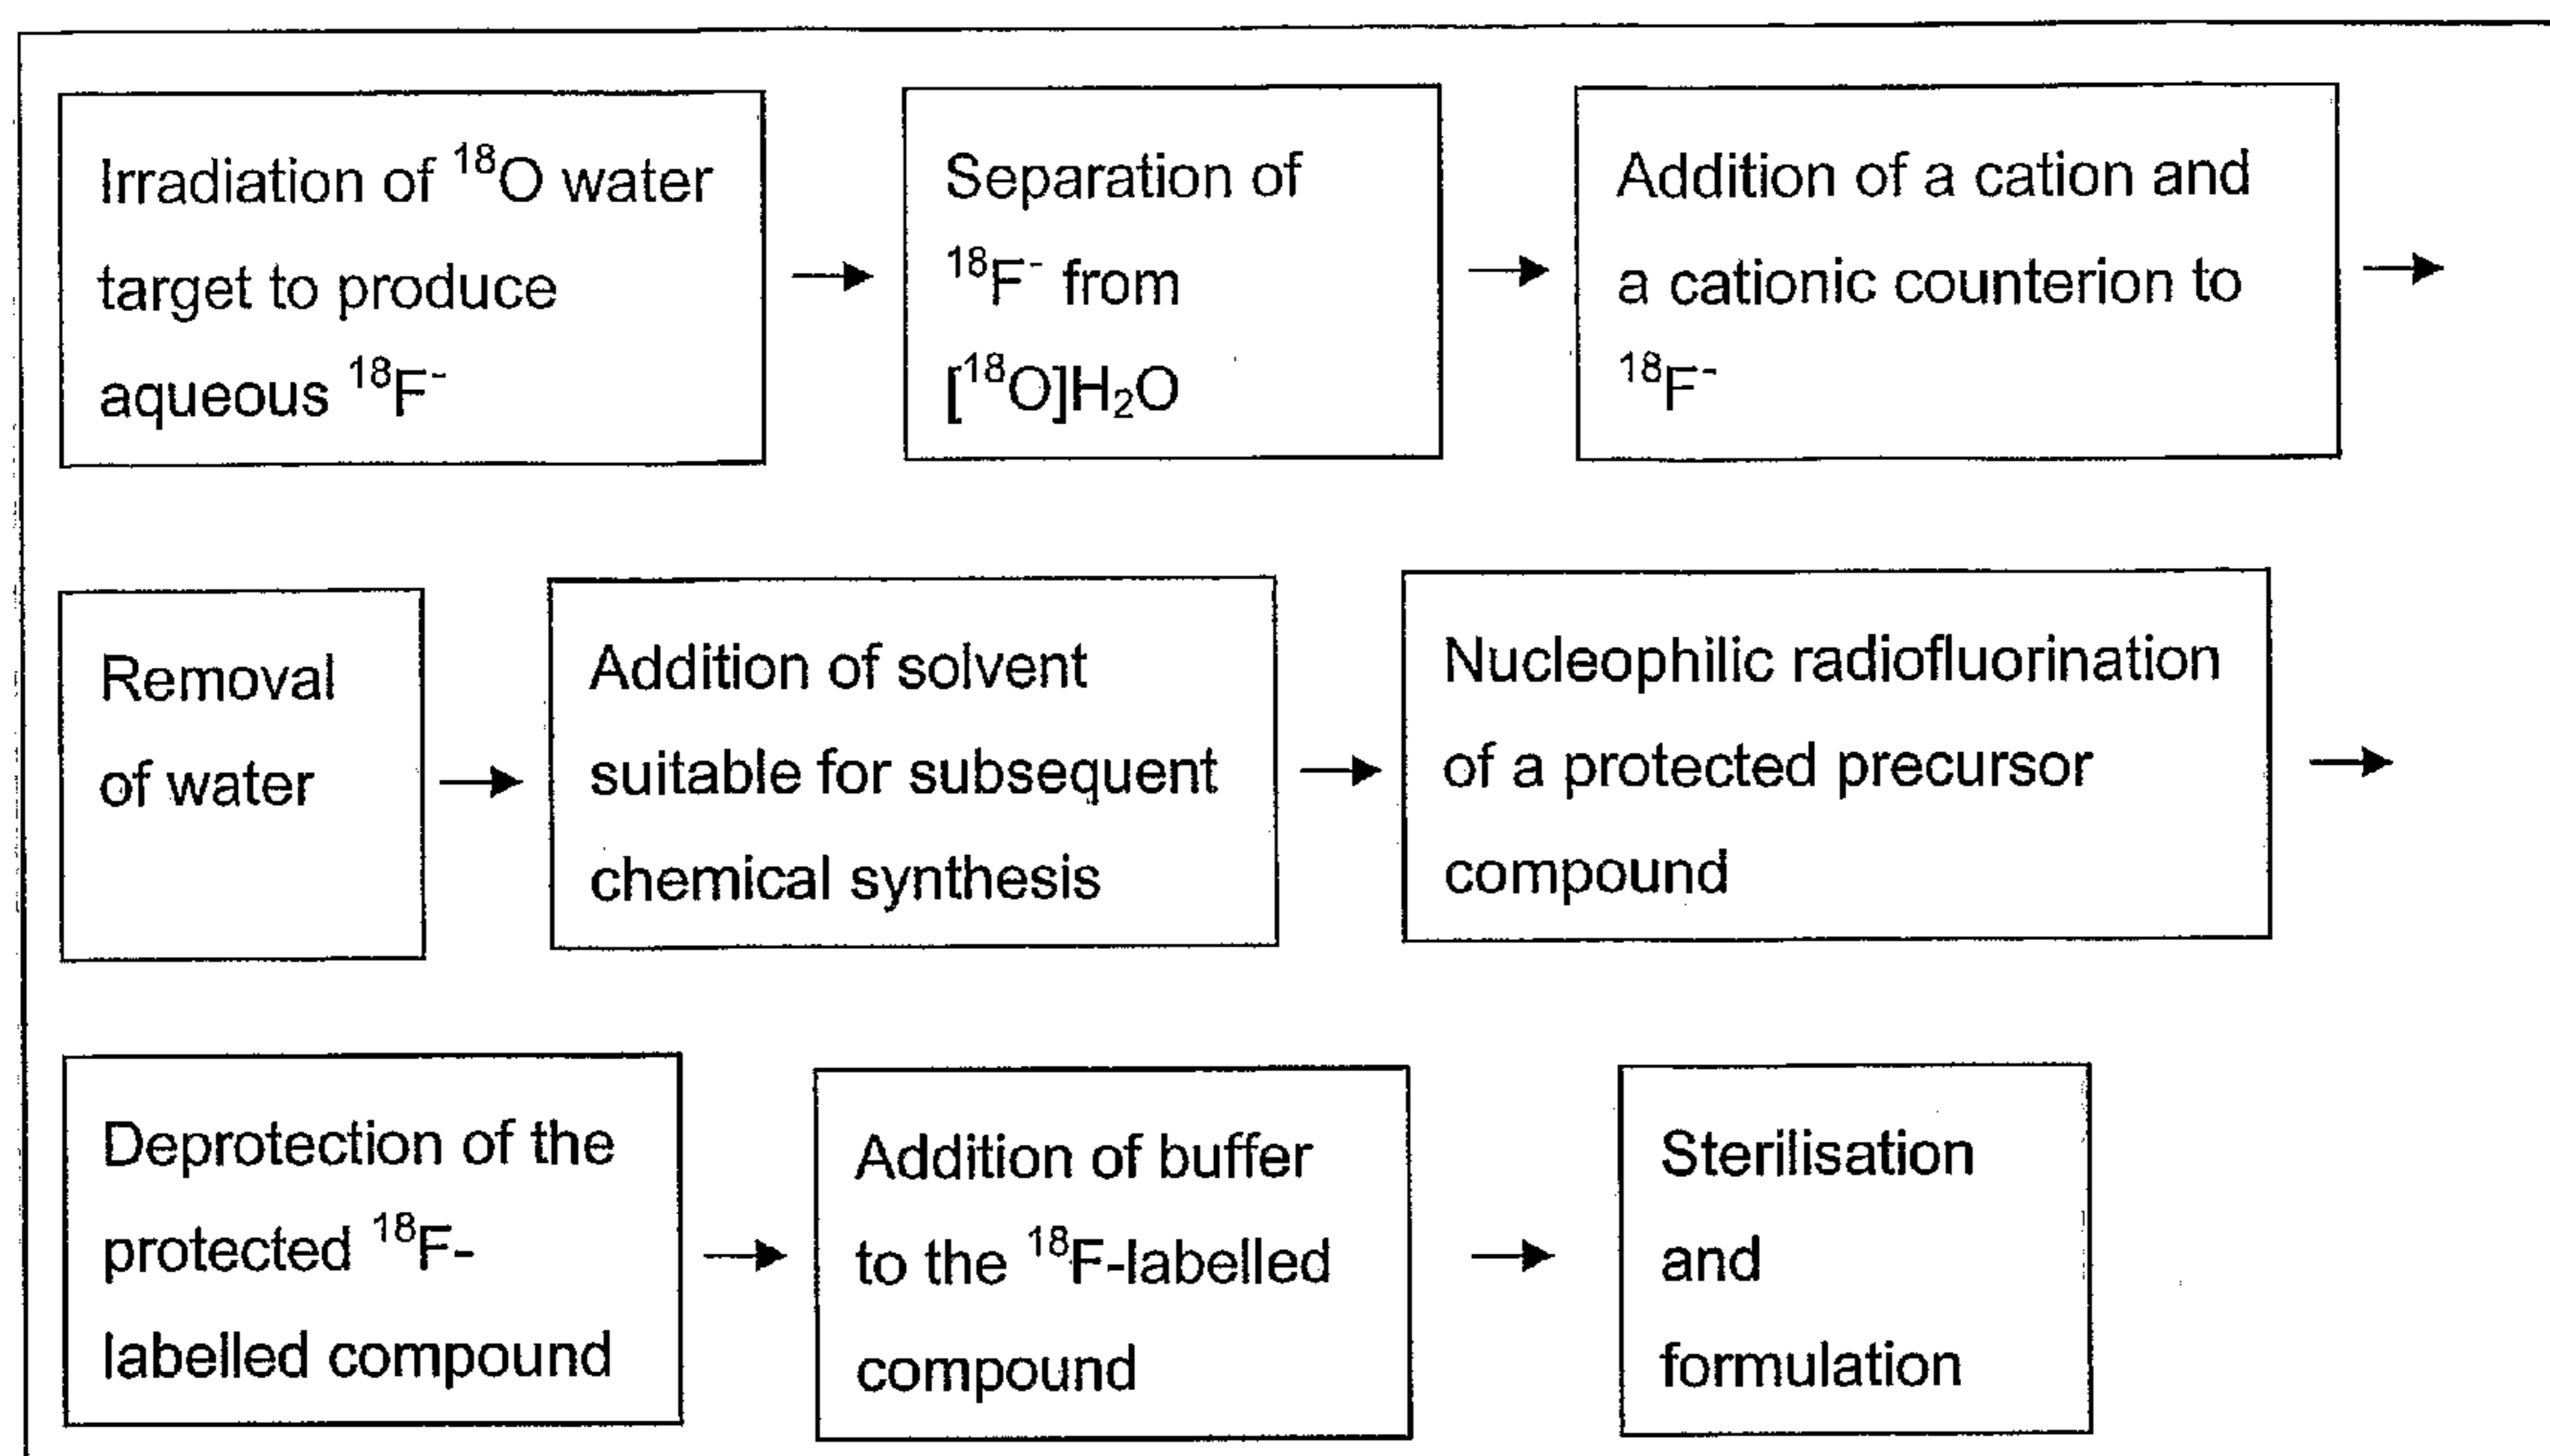 Irradiation of ¹⁸O water
target to produce
aqueous ¹⁸F⁻
Separation of
¹⁸F⁻ from
[¹⁸O]H₂O
Addition of a cation and
a cationic counterion to
¹⁸F⁻
Removal
of water
Addition of solvent
suitable for subsequent
chemical synthesis
Nucleophilic radiofluorination
of a protected precursor
compound
Deprotection of the
protected ¹⁸F-
labelled compound
Addition of buffer
to the ¹⁸F-labelled
compound
Sterilisation
and
formulation